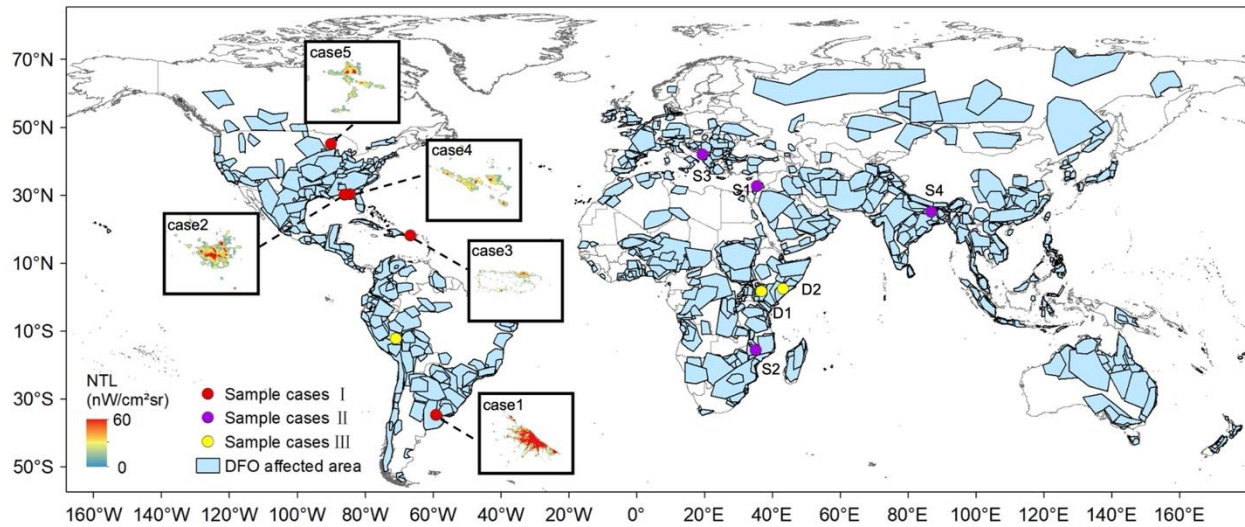 70°N
50°N
30°N
10°N
10°S
30°S
50°S
case5
case4
case2
case3
case1
S3
S1
S4
D2
D1
S2
NTL
(nW/cm²sr)
60
0
Sample cases Ⅰ
Sample cases Ⅱ
Sample cases Ⅲ
DFO affected area
160°W 140°W 120°W 100°W 80°W 60°W 40°W 20°W 0° 20°E 40°E 60°E 80°E 100°E 120°E 140°E 160°E